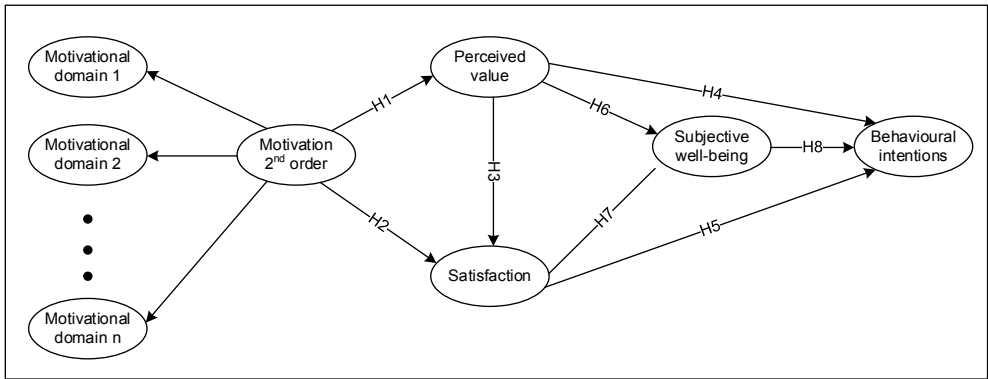 Motivational
domain 1
Motivational
domain 2
Motivational
domain n
Motivation
2nd order
H1
H2
Perceived
value
H3
Satisfaction
H4
H6
H7
Subjective
well-being
H8
H5
Behavioural
intentions